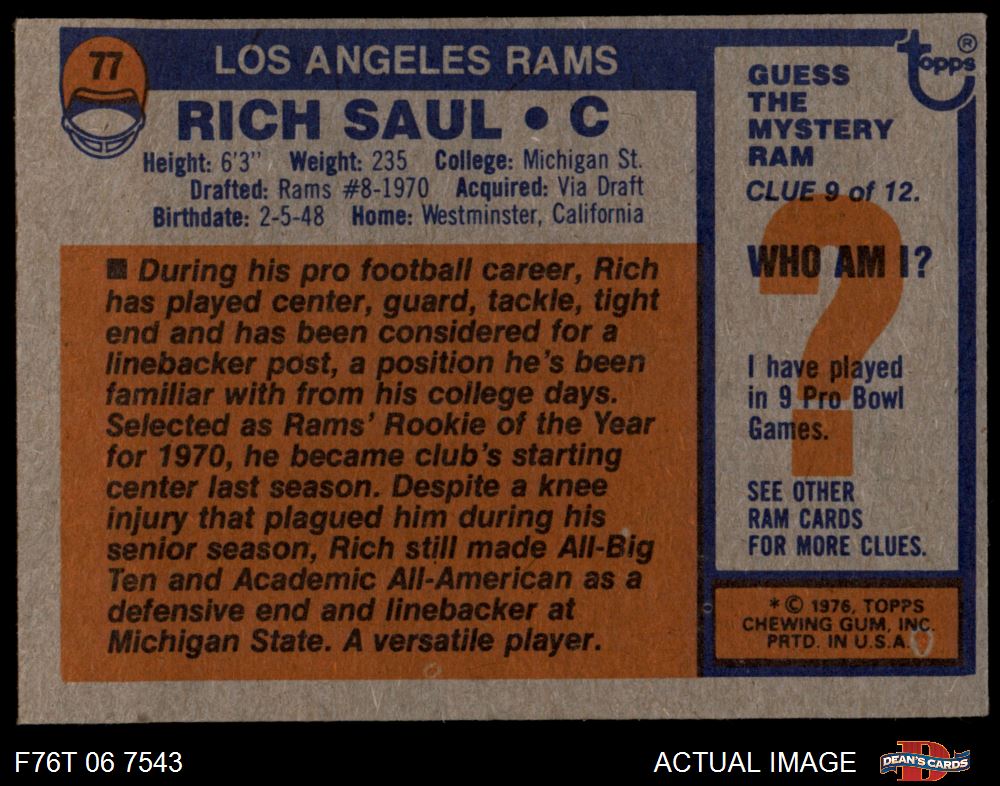 77
LOS ANGELES RAMS
RICH SAUL • C
Height: 6'3" Weight: 235 College: Michigan St.
Drafted: Rams #8-1970 Acquired: Via Draft
Birthdate: 2-5-48 Home: Westminster, California
■ During his pro football career, Rich
has played center, guard, tackle, tight
end and has been considered for a
linebacker post, a position he's been
familiar with from his college days.
Selected as Rams' Rookie of the Year
for 1970, he became club's starting
center last season. Despite a knee
injury that plagued him during his
senior season, Rich still made All-Big
Ten and Academic All-American as a
defensive end and linebacker at
Michigan State. A versatile player.
topps ®
GUESS
THE
MYSTERY
RAM
CLUE 9 of 12.
WHO AM I?
?
I have played
in 9 Pro Bowl
Games.
SEE OTHER
RAM CARDS
FOR MORE CLUES.
* © 1976, TOPPS
CHEWING GUM, INC.
PRTD. IN U.S.A.
F76T 06 7543
ACTUAL IMAGE
D
DEAN'S CARDS